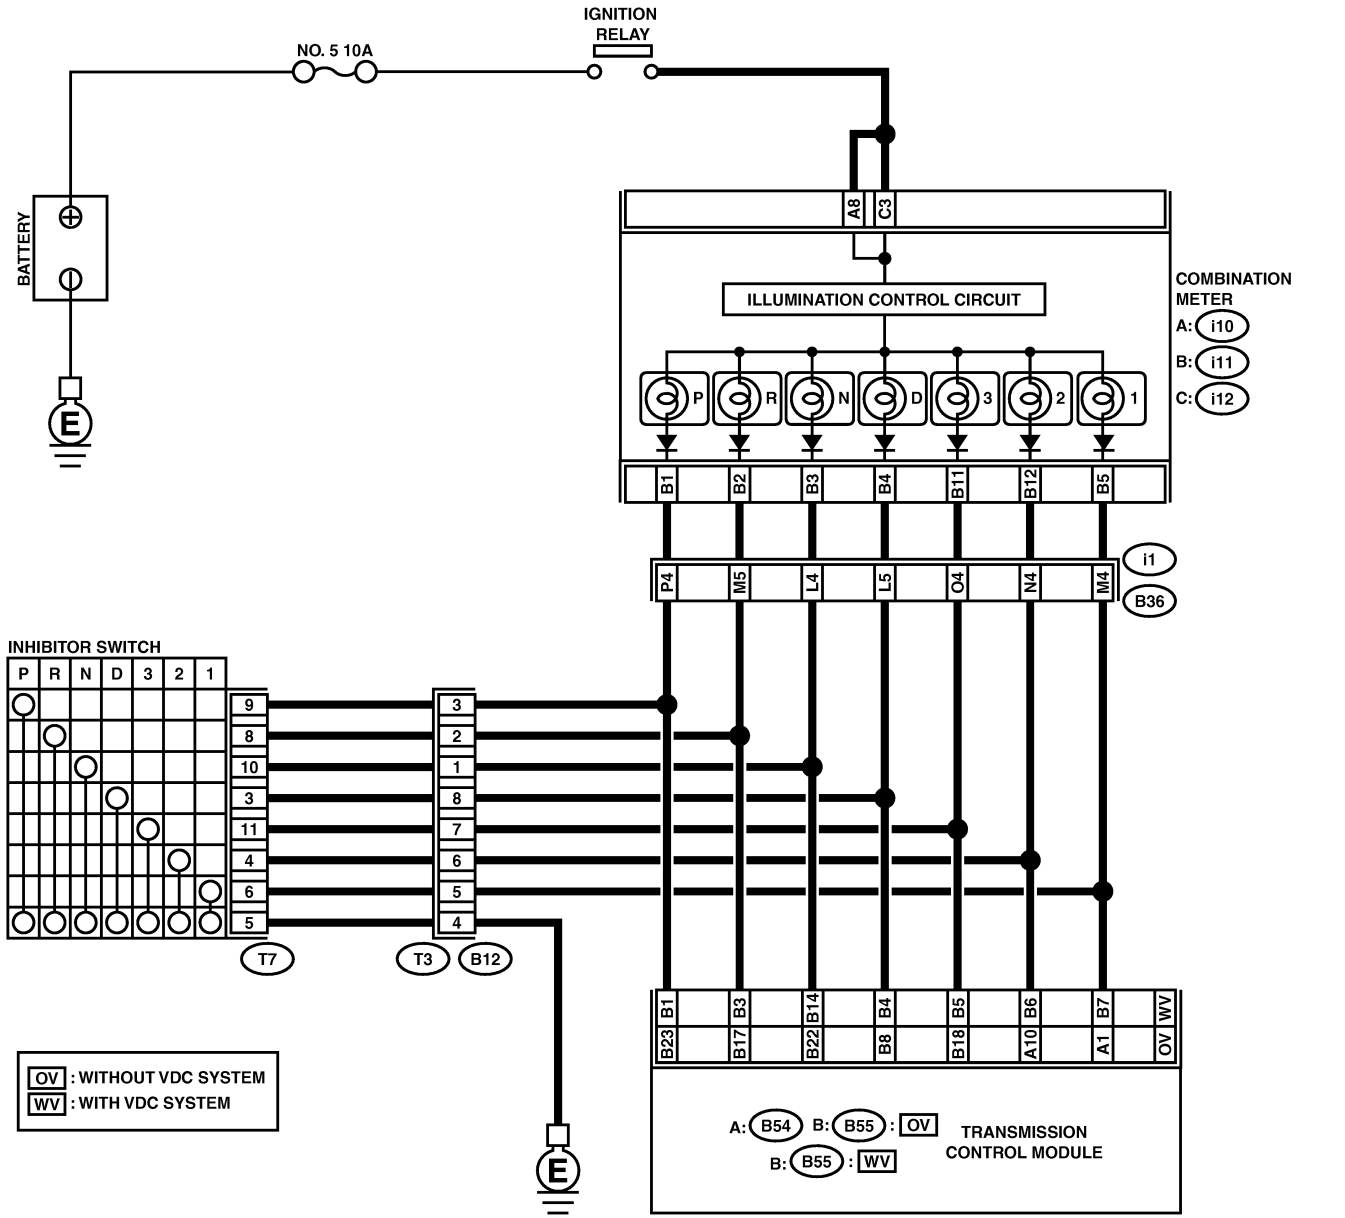 IGNITION
RELAY
NO. 5 10A
BATTERY
E
A8 C3
ILLUMINATION CONTROL CIRCUIT
COMBINATION
METER
A: i10
B: i11
C: i12
P R N D 3 2 1
B1 B2 B3 B4 B11 B12 B5
i1
P4 M5 L4 L5 O4 N4 M4
B36
INHIBITOR SWITCH
P R N D 3 2 1
9 3
8 2
10 1
3 8
11 7
4 6
6 5
5 4
T7 T3 B12
B1 B3 B14 B4 B5 B6 B7 WV
B23 B17 B22 B8 B18 A10 A1 OV
OV : WITHOUT VDC SYSTEM
WV : WITH VDC SYSTEM
E
A: B54 B: B55 : OV
B: B55 : WV
TRANSMISSION
CONTROL MODULE